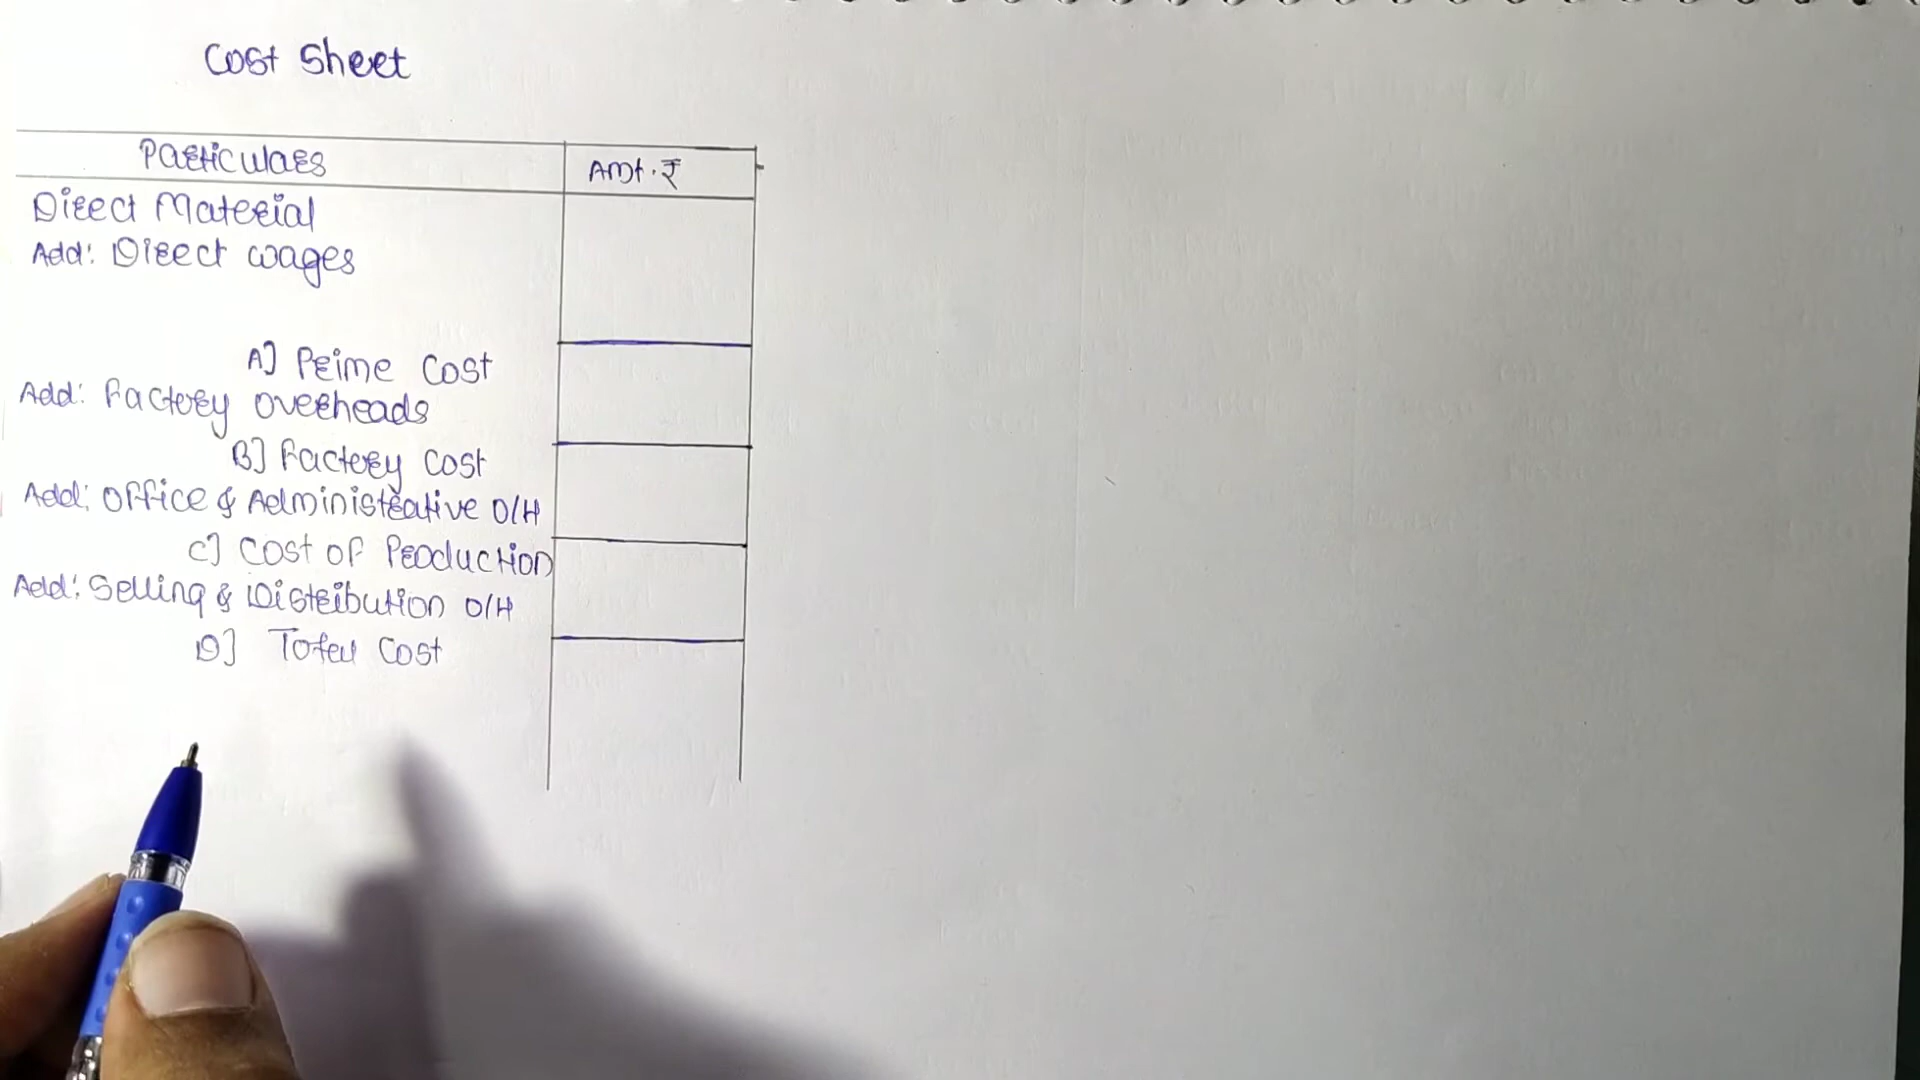 Cost Sheet
Particulars Amt. ₹
Direct Material
Add: Direct wages
A] Prime Cost
Add: Factory overheads
B] Factory Cost
Add: Office & Administrative O/H
C] Cost of Production
Add: Selling & Distribution O/H
D] Total Cost